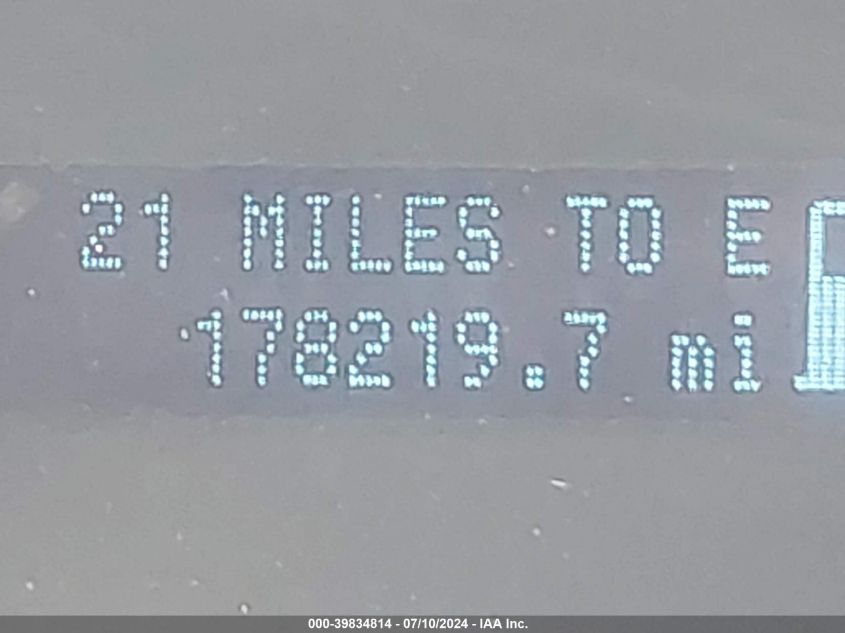 21 MILES TO E
178219.7 mi
000-39834814 - 07/10/2024 - IAA Inc.